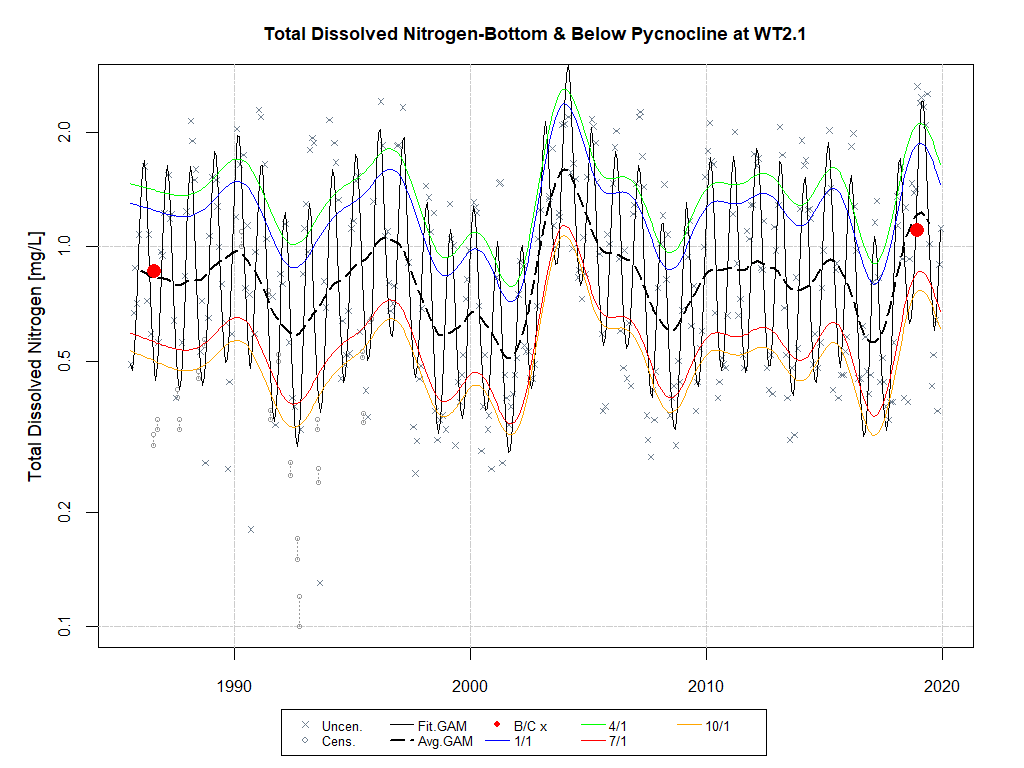 Total Dissolved Nitrogen-Bottom & Below Pycnocline at WT2.1
Total Dissolved Nitrogen [mg/L]
2.0
1.0
0.5
0.2
0.1
1990 2000 2010 2020
Uncen. Fit.GAM B/C x 4/1 10/1
Cens. Avg.GAM 1/1 7/1